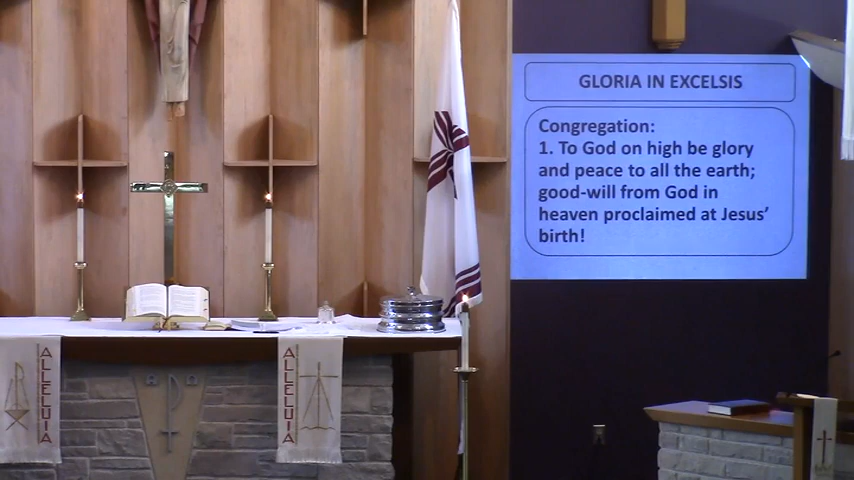 GLORIA IN EXCELSIS
Congregation:
1. To God on high be glory
and peace to all the earth;
good-will from God in
heaven proclaimed at Jesus’
birth!
ALLELUIA
ALLELUIA
Α Ω